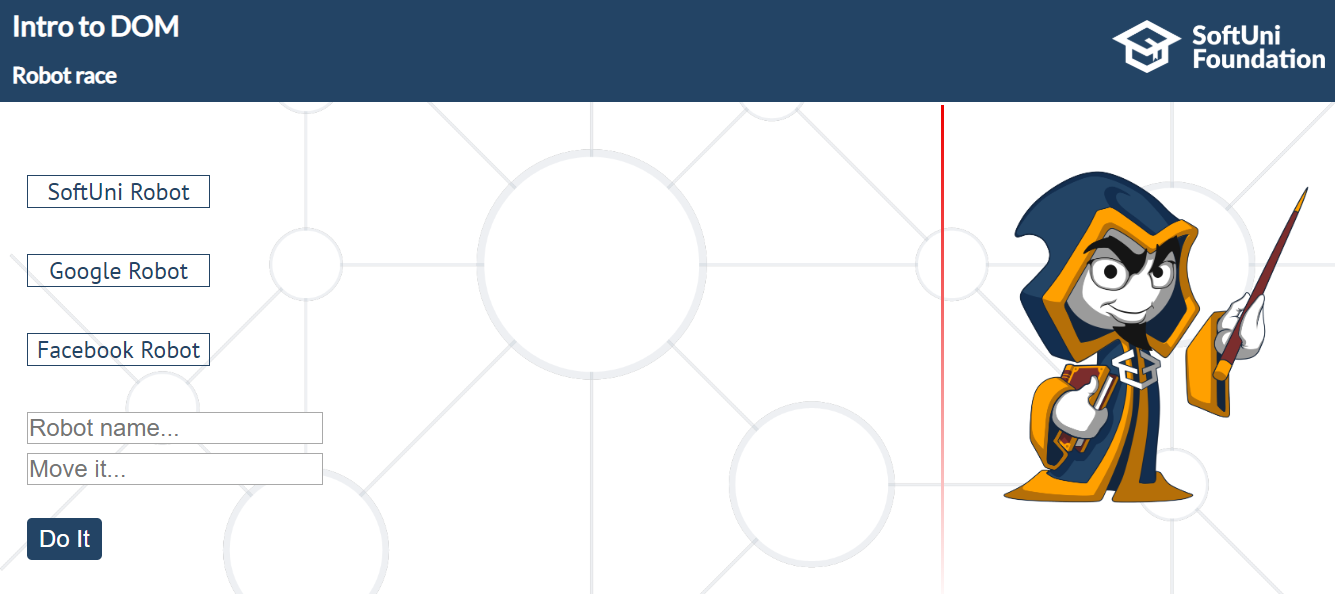 Intro to DOM
Robot race
SoftUni
Foundation
SoftUni Robot
Google Robot
Facebook Robot
Robot name...
Move it...
Do It